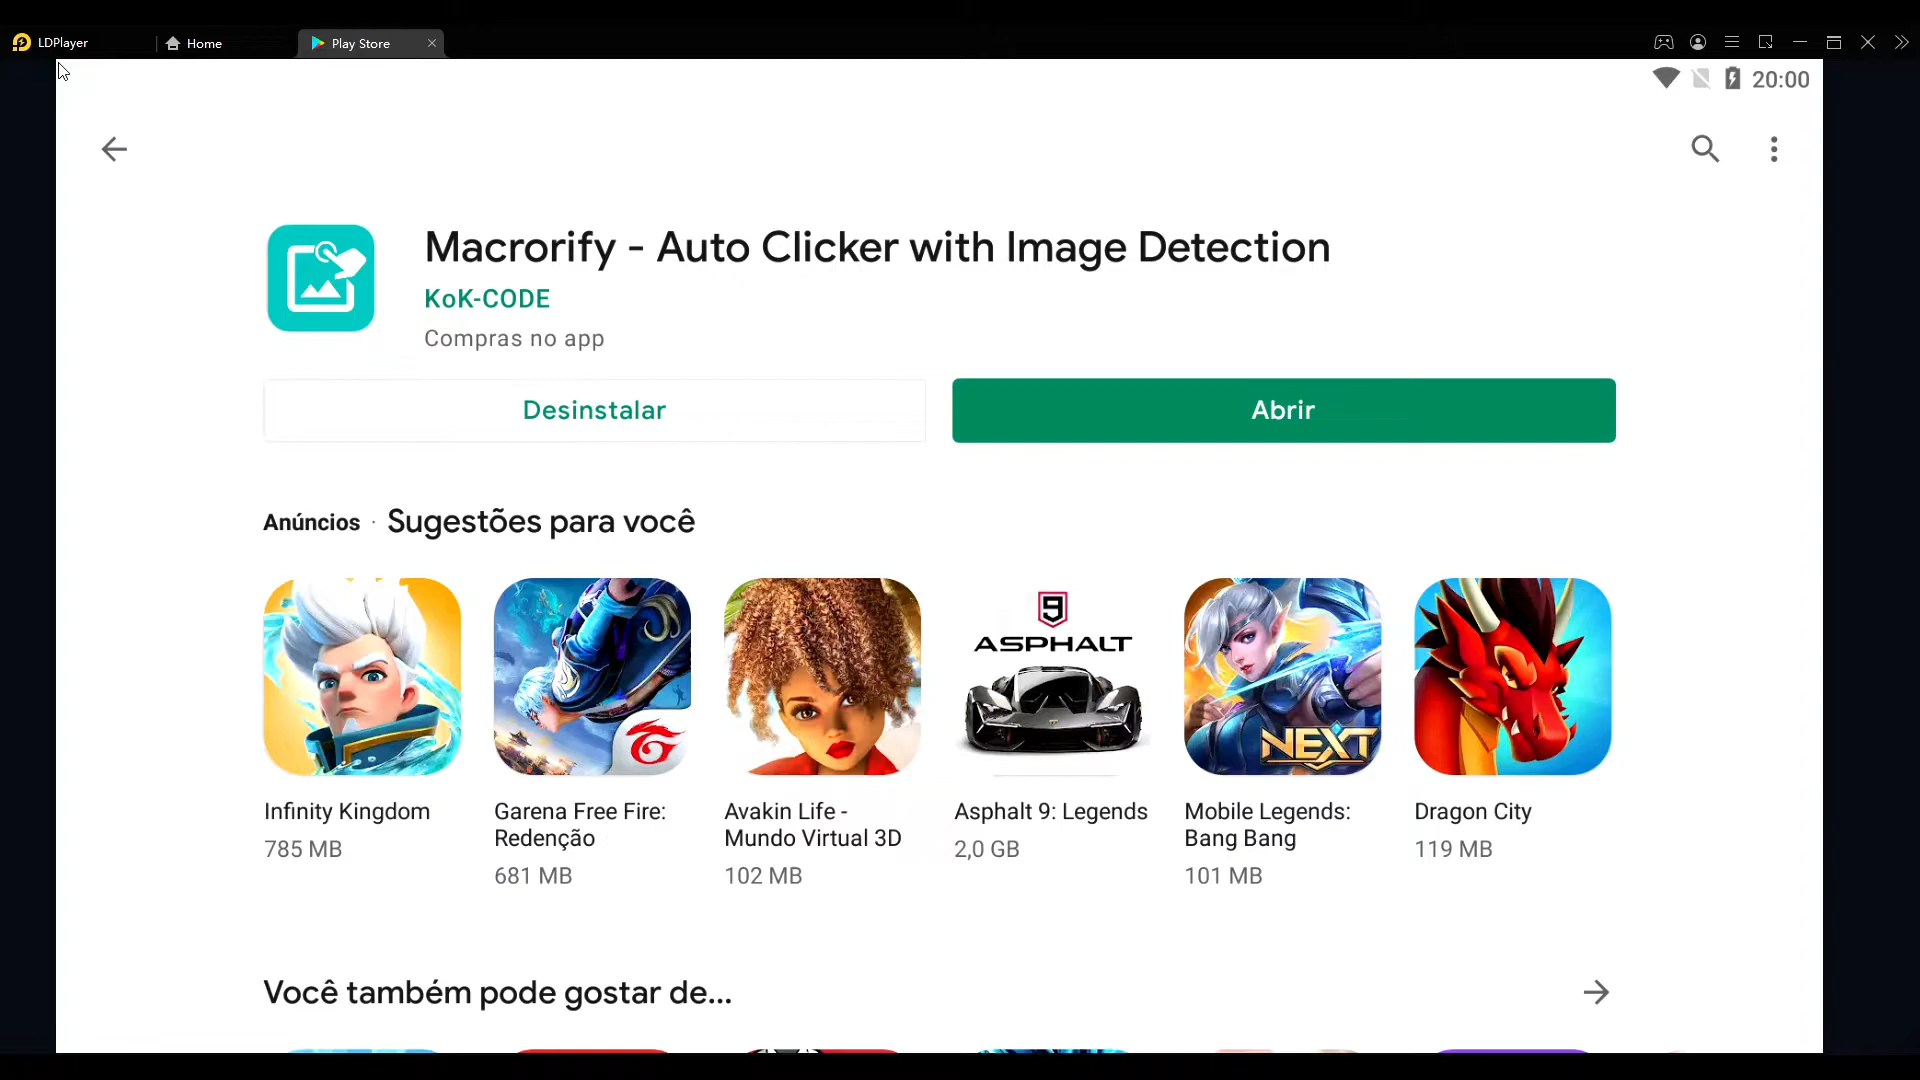 LDPlayer
Home
Play Store
20:00
Macrorify - Auto Clicker with Image Detection
KoK-CODE
Compras no app
Desinstalar
Abrir
Anúncios · Sugestões para você
9
ASPHALT
NEXT
Infinity Kingdom
785 MB
Garena Free Fire:
Redenção
681 MB
Avakin Life -
Mundo Virtual 3D
102 MB
Asphalt 9: Legends
2,0 GB
Mobile Legends:
Bang Bang
101 MB
Dragon City
119 MB
Você também pode gostar de...